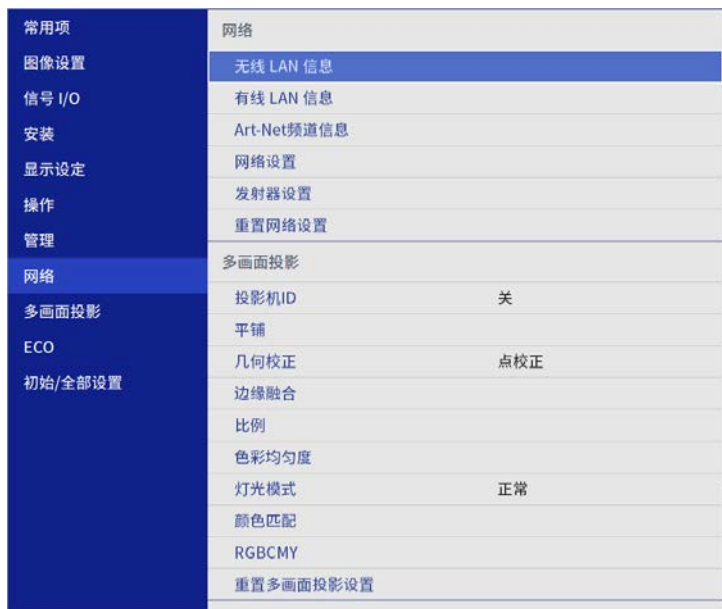 常用项
图像设置
信号 I/O
安装
显示设定
操作
管理
网络
多画面投影
ECO
初始/全部设置
网络
无线 LAN 信息
有线 LAN 信息
Art-Net频道信息
网络设置
发射器设置
重置网络设置
多画面投影
投影机ID 关
平铺
几何校正 点校正
边缘融合
比例
色彩均匀度
灯光模式 正常
颜色匹配
RGBCMY
重置多画面投影设置